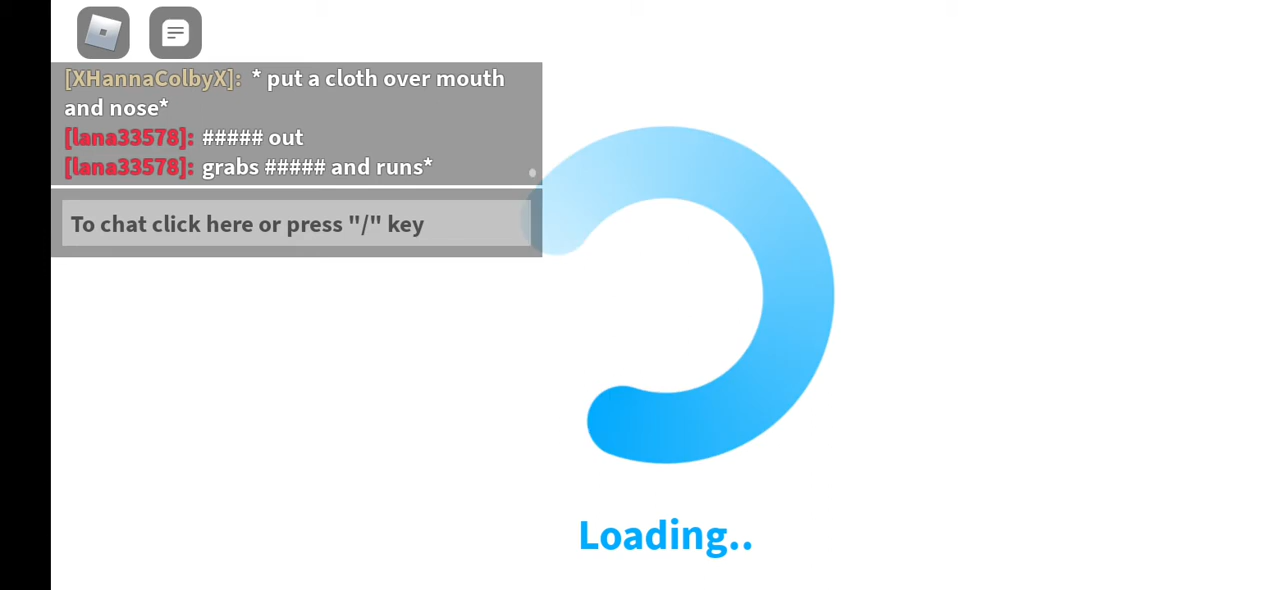 [XHannaColbyX]: * put a cloth over mouth
and nose*
[lana33578]: ##### out
[lana33578]: grabs ##### and runs*
To chat click here or press "/" key
Loading..